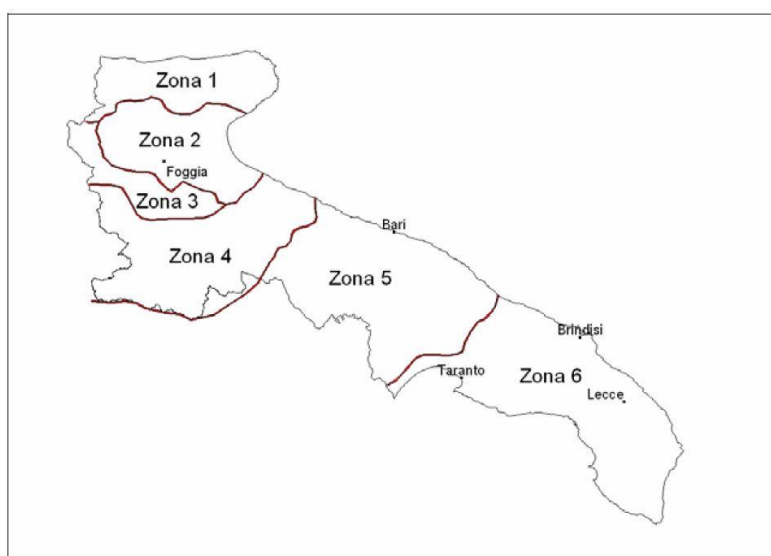 Zona 1
Zona 2
Foggia
Zona 3
Bari
Zona 4
Zona 5
Brindisi
Taranto
Zona 6
Lecce